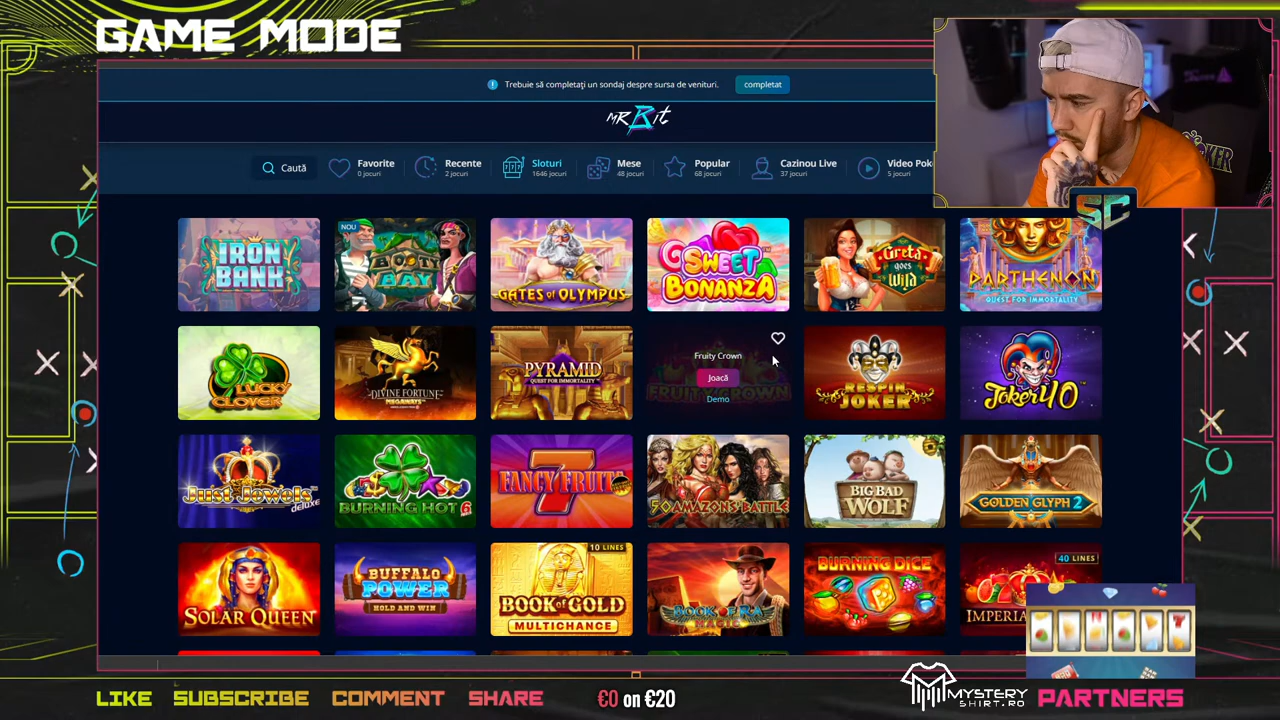 GAME MODE
Trebuie să completați un sondaj despre sursa de venituri.
completat
MR BIT
Caută
Favorite
0 jocuri
Recente
2 jocuri
Sloturi
1646 jocuri
Mese
48 jocuri
Popular
68 jocuri
Cazinou Live
37 jocuri
Video Pok
5 jocuri
SC
IRON BANK
NOU
BOOTY BAY
GATES of OLYMPUS
SWEET BONANZA
Greta goes Wild
PARTHENON
QUEST FOR IMMORTALITY
LUCKY CLOVER
DIVINE FORTUNE
MEGAWAYS
PYRAMID
QUEST FOR IMMORTALITY
Fruity Crown
Joacă
Demo
FRUITY CROWN
RESPIN JOKER
Joker 40
Just Jewels
deluxe
BURNING HOT 6
7
FANCY FRUITS
50 AMAZONS BATTLE
BIG BAD WOLF
GOLDEN GLYPH 2
SOLAR QUEEN
BUFFALO POWER
HOLD AND WIN
10 LINES
BOOK of GOLD
MULTICHANCE
BOOK OF RA
MAGIC
BURNING DICE
40 LINES
IMPERIA
LIKE
SUBSCRIBE
COMMENT
SHARE
€0 on €20
MYSTERY
SHIRT.RO
PARTNERS